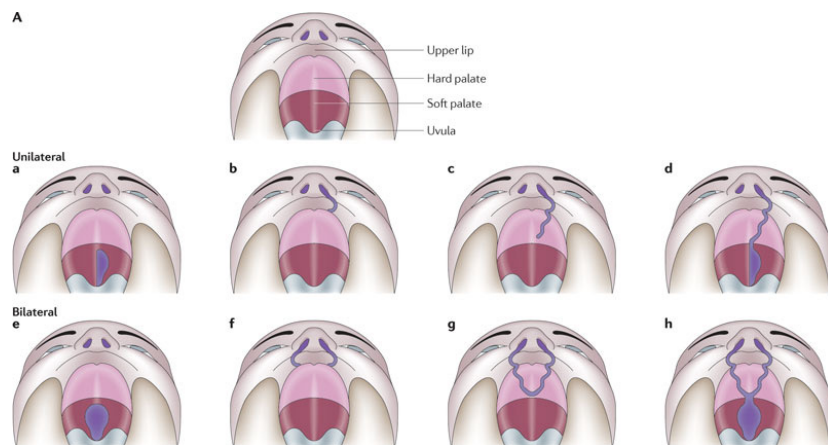 A
Upper lip
Hard palate
Soft palate
Uvula
Unilateral
a b c d
Bilateral
e f g h